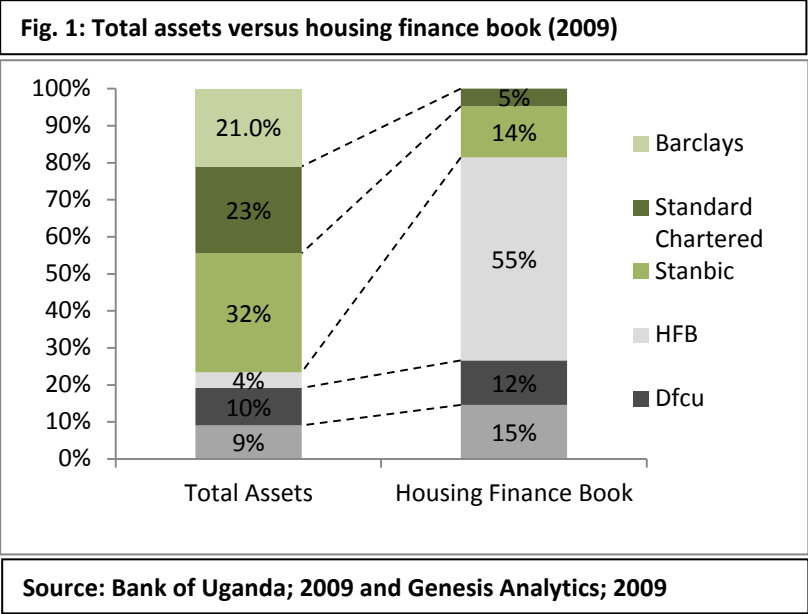 Fig. 1: Total assets versus housing finance book (2009)
100%
90%
80%
70%
60%
50%
40%
30%
20%
10%
0%
21.0%
23%
32%
4%
10%
9%
5%
14%
55%
12%
15%
Total Assets
Housing Finance Book
Barclays
Standard
Chartered
Stanbic
HFB
Dfcu
Source: Bank of Uganda; 2009 and Genesis Analytics; 2009